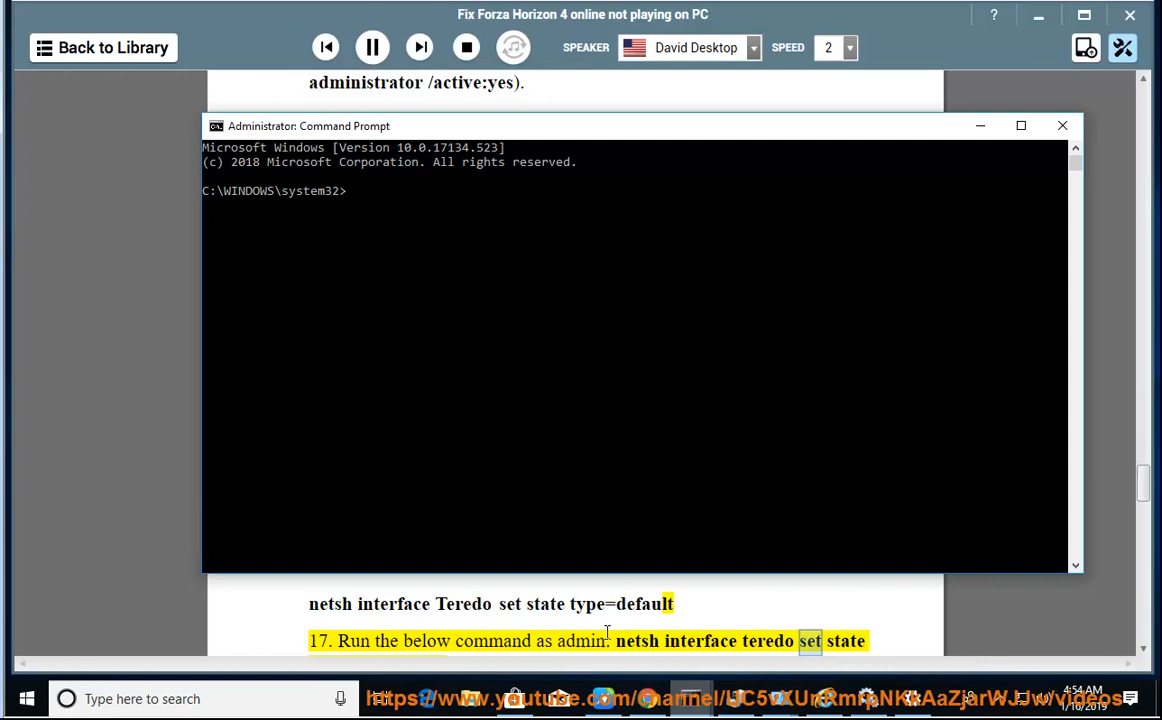 Fix Forza Horizon 4 online not playing on PC
?
Back to Library
SPEAKER
David Desktop
SPEED
2
administrator /active:yes).
Administrator: Command Prompt
Microsoft Windows [Version 10.0.17134.523]
(c) 2018 Microsoft Corporation. All rights reserved.
C:\WINDOWS\system32>
netsh interface Teredo set state type=default
17. Run the below command as admin: netsh interface teredo set state
Type here to search
4:54 AM
1/16/2019